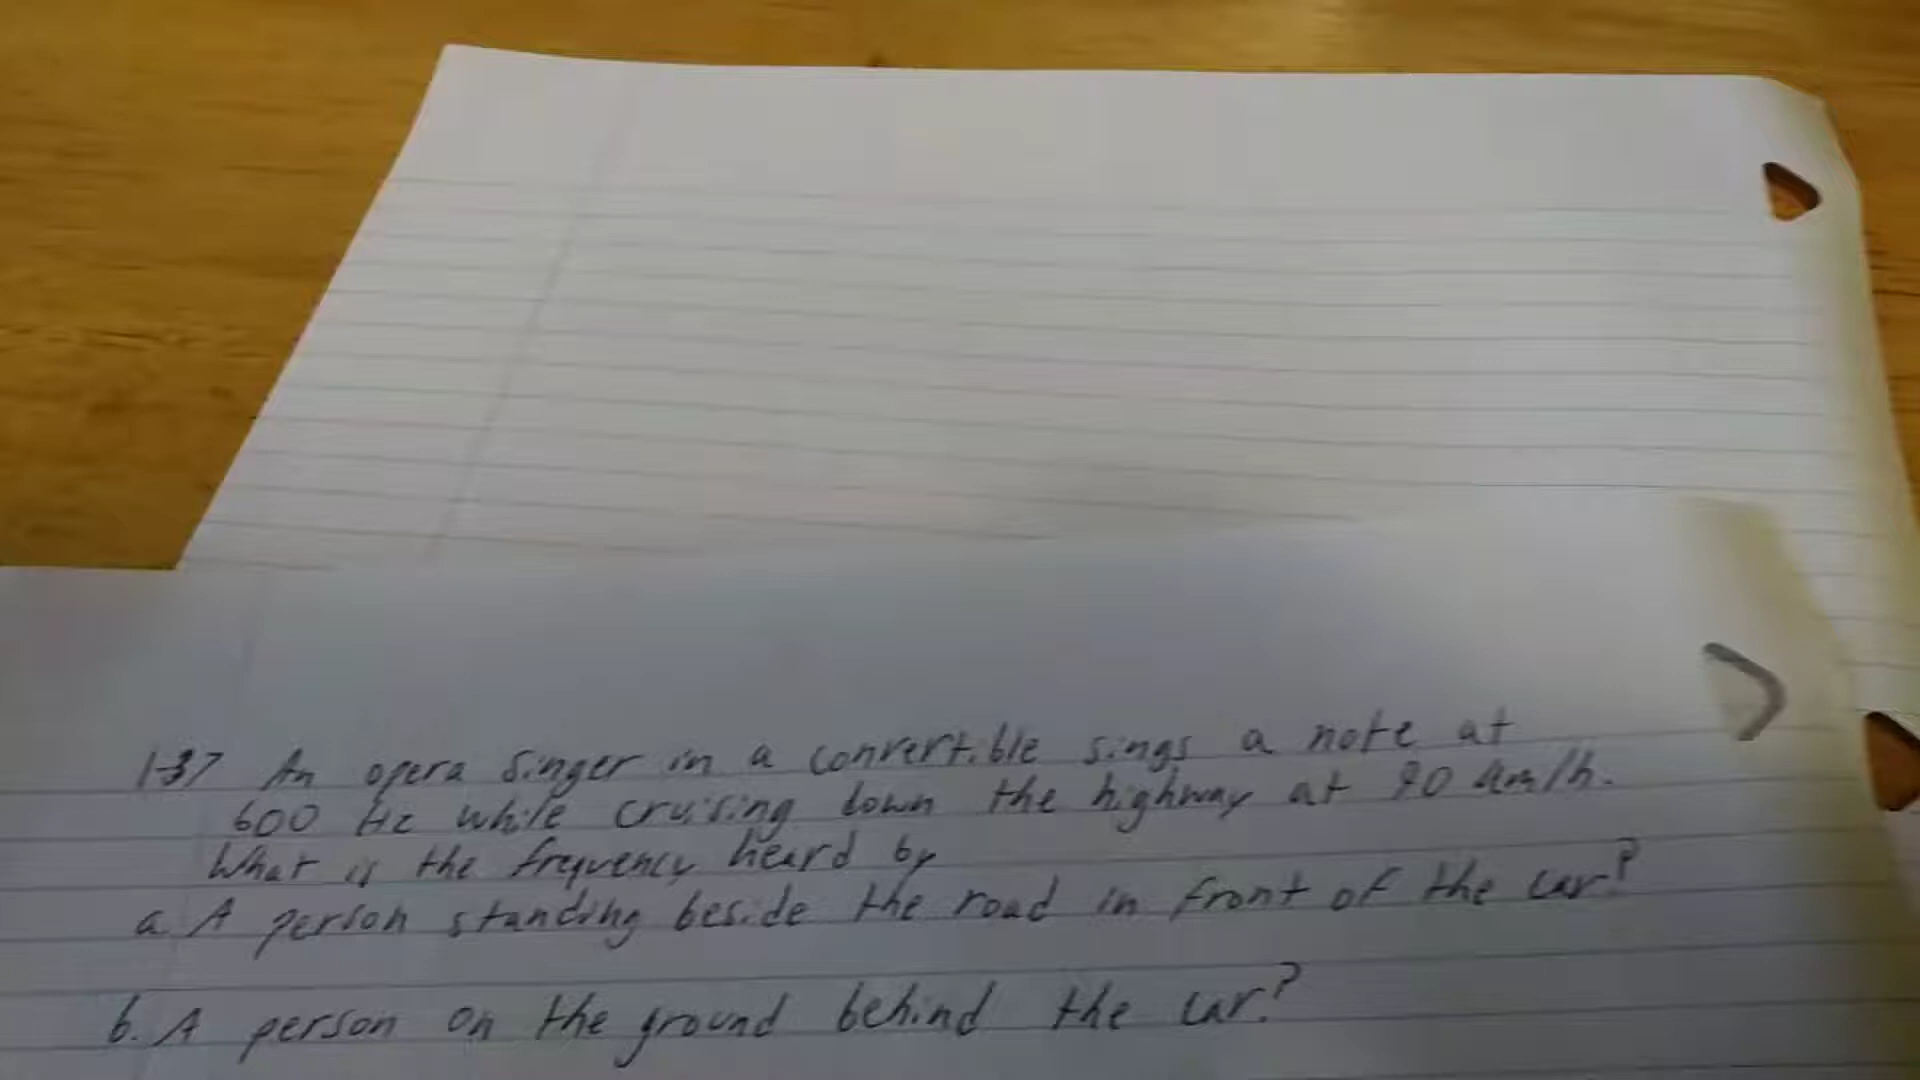 1-37 An opera singer in a convertible sings a note at
600 Hz while cruising down the highway at 90 km/h.
What is the frequency heard by
a. A person standing beside the road in front of the car?
b. A person on the ground behind the car?